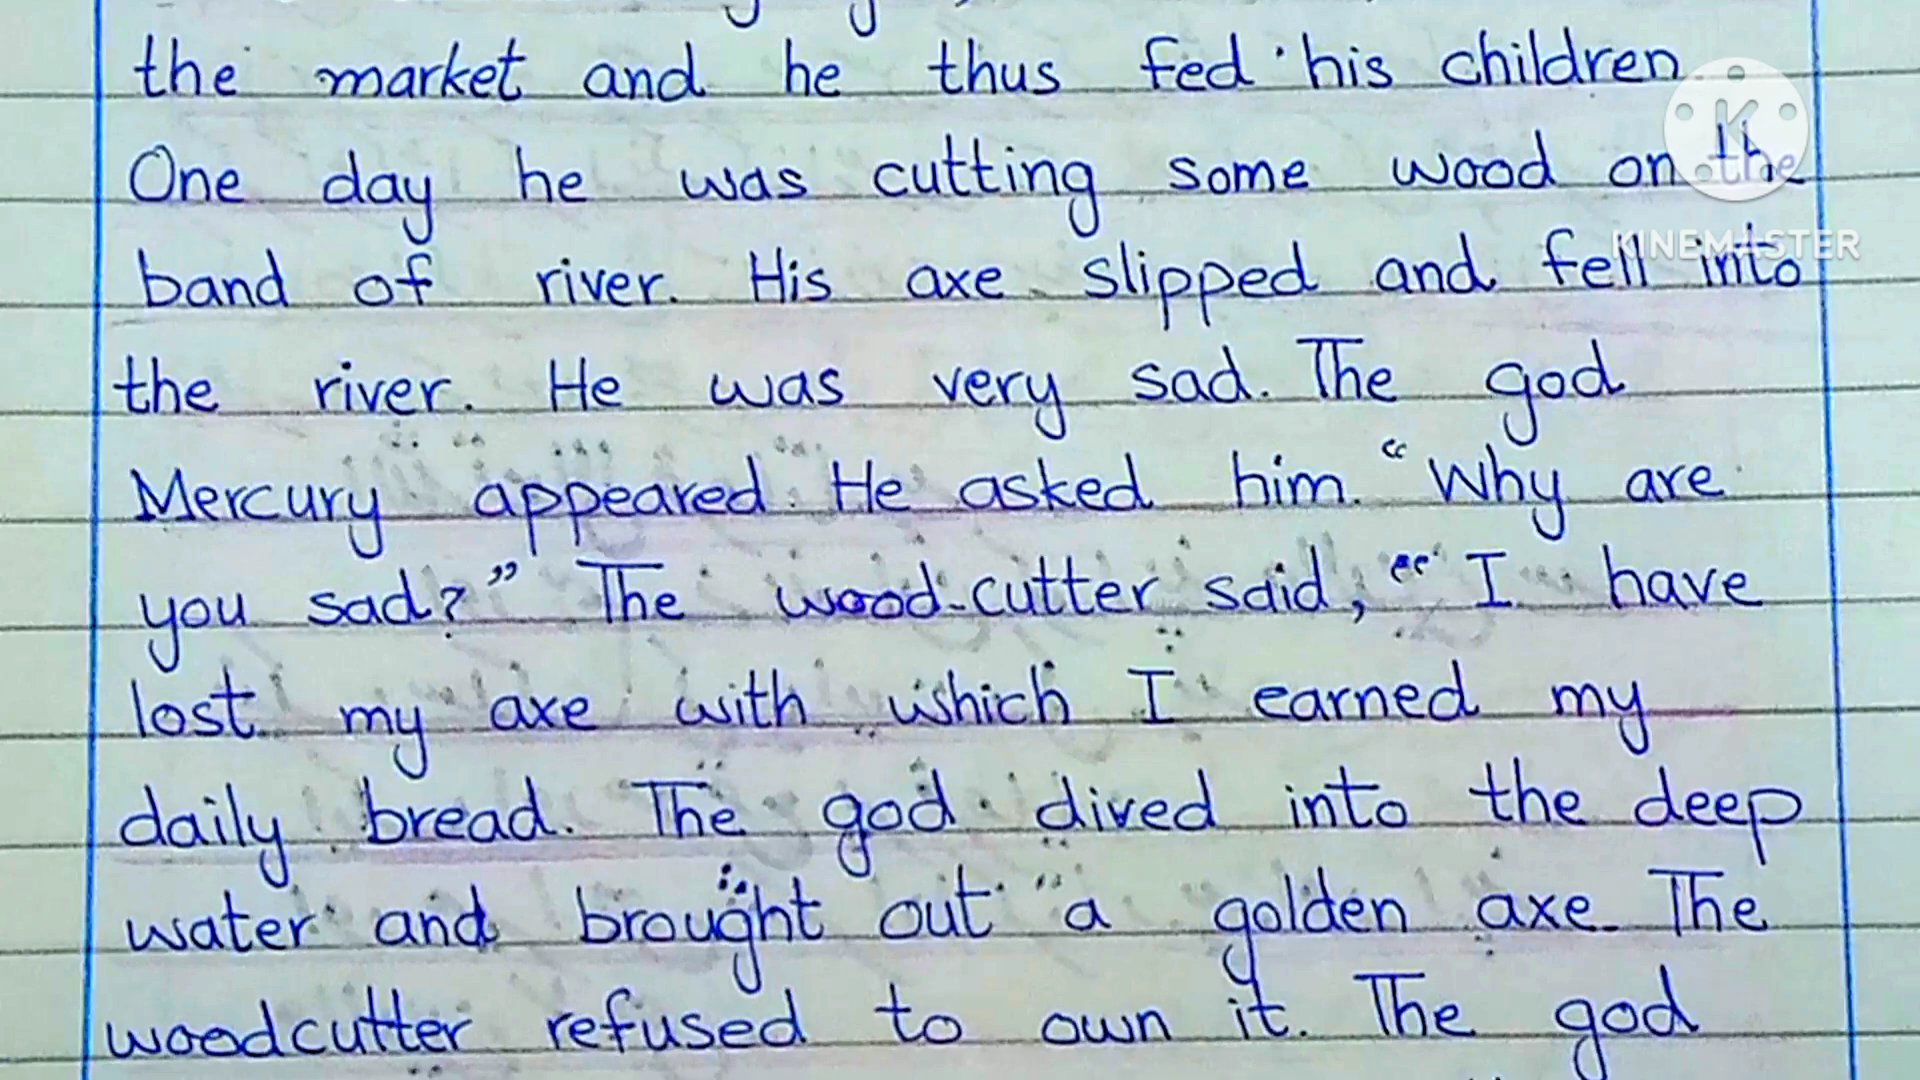 the market and he thus fed his children.
One day he was cutting some wood on the
band of river. His axe slipped and fell into
the river. He was very sad. The god
Mercury appeared. He asked him. "Why are
you sad?" The wood-cutter said, "I have
lost my axe with which I earned my
daily bread. The god dived into the deep
water and brought out a golden axe. The
woodcutter refused to own it. The god
K
KINEMASTER